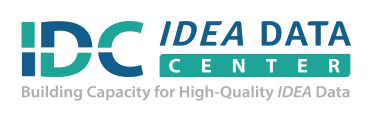 IDC IDEA DATA
CENTER
Building Capacity for High-Quality IDEA Data